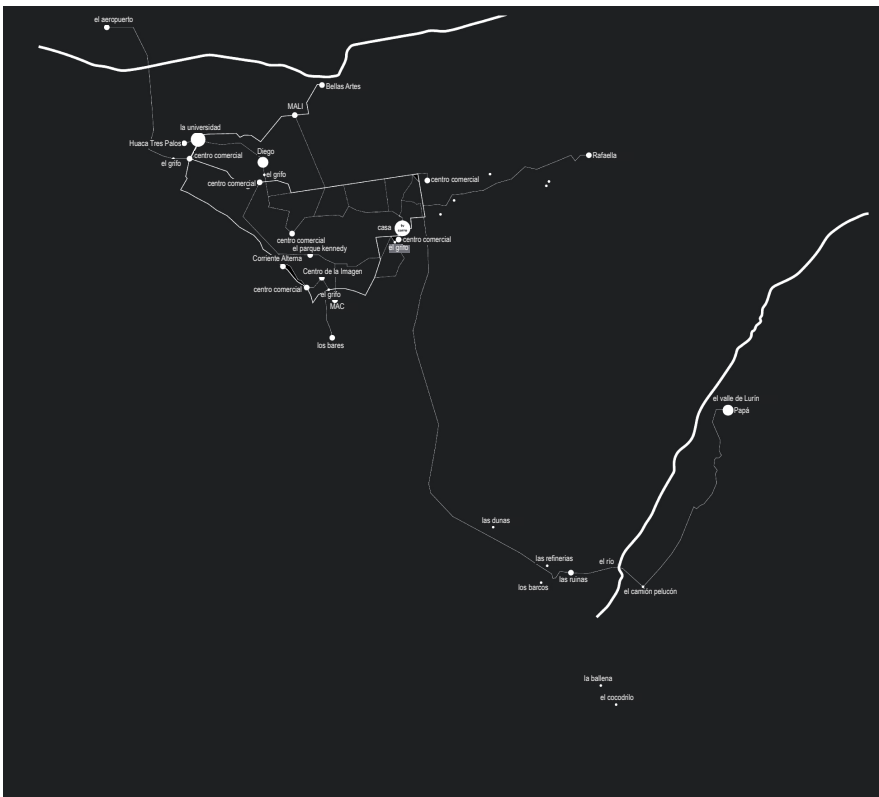 el aeropuerto
Bellas Artes
MALI
la universidad
Huaca Tres Palos
Diego
centro comercial
el grifo
Rafaella
el grifo
centro comercial
centro comercial
casa
centro comercial
centro comercial
el parque kennedy
el grifo
Corriente Alterna
Centro de la Imagen
centro comercial
el grifo
MAC
los bares
el valle de Lurín
Papá
las dunas
las refinerías
el río
las ruinas
los barcos
el camión pelucón
la ballena
el cocodrilo